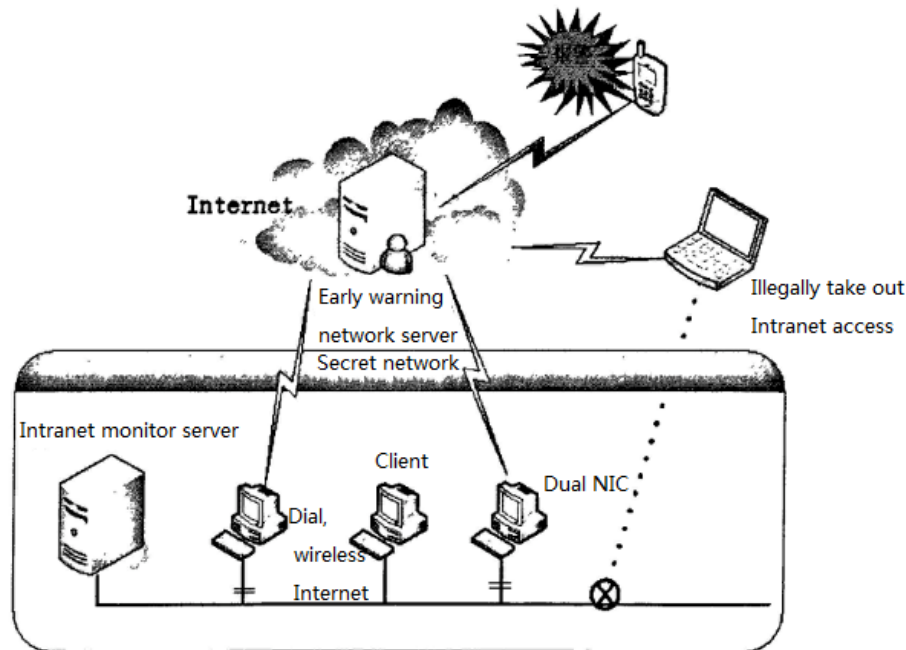 Internet
Early warning
network server
Secret network
Illegally take out
Intranet access
Intranet monitor server
Client
Dual NIC
Dial,
wireless
Internet